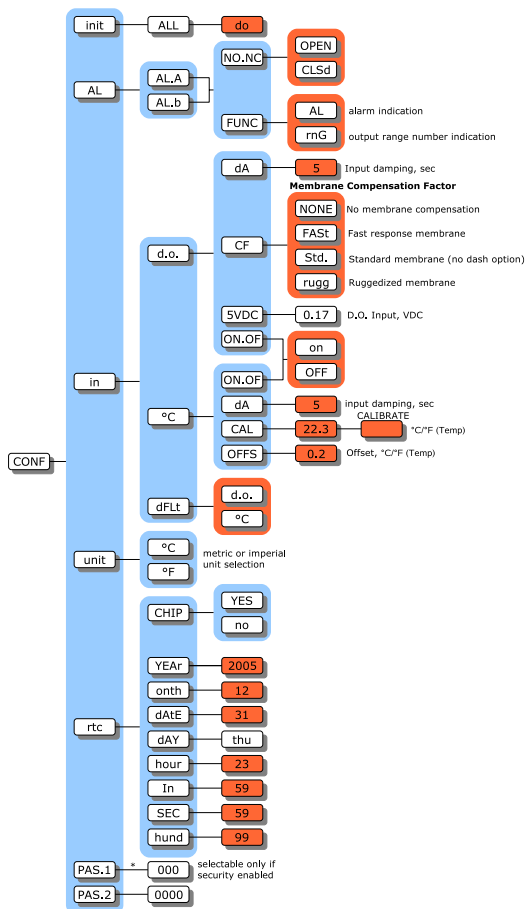 init ALL do
OPEN
NO.NC
CLSd
AL.A
AL
AL.b
AL alarm indication
FUNC
rnG output range number indication
dA 5 Input damping, sec
Membrane Compensation Factor
NONE No membrane compensation
FASt Fast response membrane
d.o. CF
Std. Standard membrane (no dash option)
rugg Ruggedized membrane
5VDC 0.17 D.O. Input, VDC
ON.OF
on
OFF
in
ON.OF
dA 5 input damping, sec
°C
CALIBRATE
CAL 22.3 °C/°F (Temp)
OFFS 0.2 Offset, °C/°F (Temp)
CONF
d.o.
dFLt
°C
°C metric or imperial
unit unit selection
°F
YES
CHIP
no
YEAr 2005
onth 12
dAtE 31
rtc
dAY thu
hour 23
In 59
SEC 59
hund 99
PAS.1 * 000 selectable only if
security enabled
PAS.2 0000